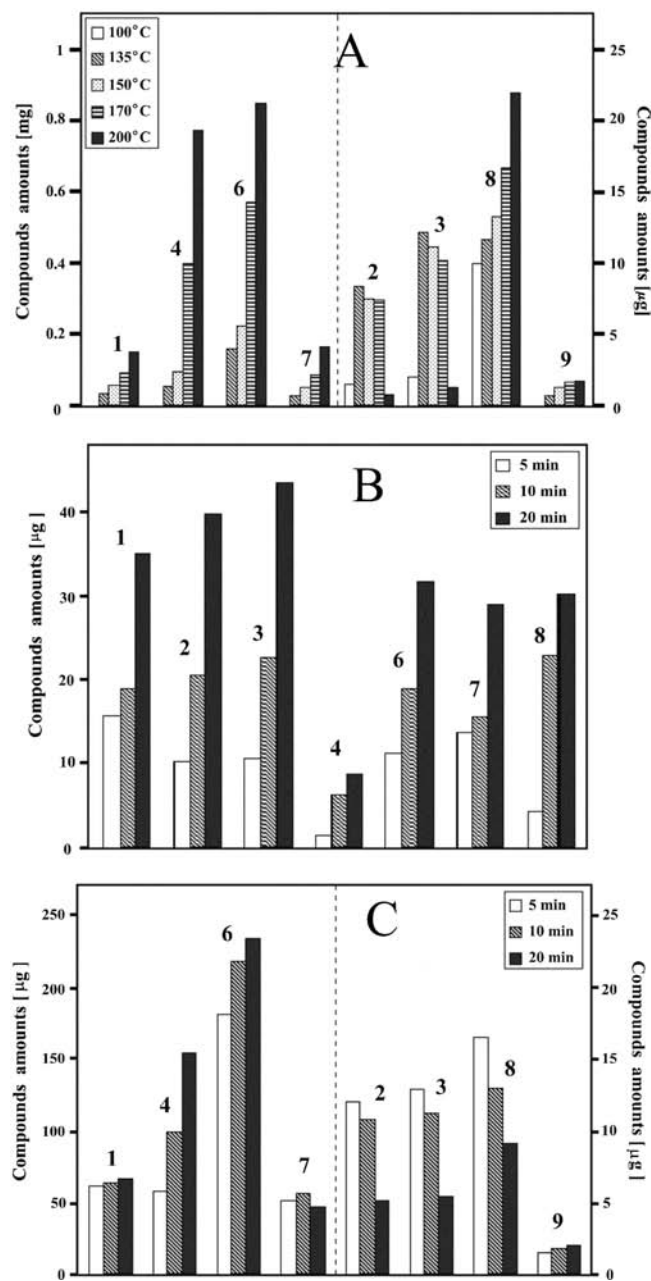 A
100°C
135°C
150°C
170°C
200°C
Compounds amounts [mg]
1
0.8
0.6
0.4
0.2
0
Compounds amounts [µg]
25
20
15
10
5
0
1
4
6
7
2
3
8
9
B
5 min
10 min
20 min
Compounds amounts [µg]
40
30
20
10
0
1
2
3
4
6
7
8
C
5 min
10 min
20 min
Compounds amounts [µg]
250
200
150
100
50
0
Compounds amounts [µg]
25
20
15
10
5
0
1
4
6
7
2
3
8
9